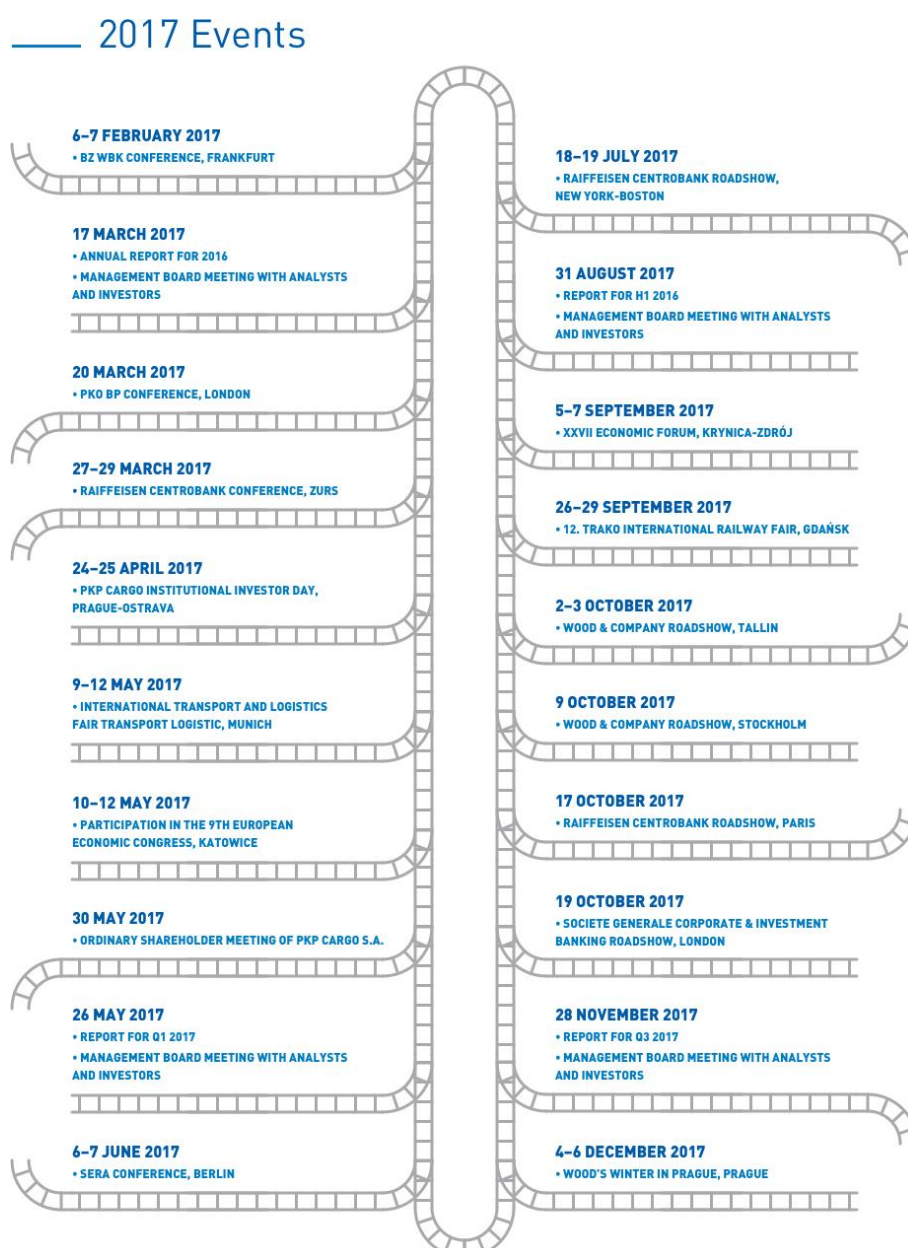 2017 Events
6–7 FEBRUARY 2017
• BZ WBK CONFERENCE, FRANKFURT
17 MARCH 2017
• ANNUAL REPORT FOR 2016
• MANAGEMENT BOARD MEETING WITH ANALYSTS
AND INVESTORS
20 MARCH 2017
• PKO BP CONFERENCE, LONDON
27–29 MARCH 2017
• RAIFFEISEN CENTROBANK CONFERENCE, ZURS
24–25 APRIL 2017
• PKP CARGO INSTITUTIONAL INVESTOR DAY,
PRAGUE-OSTRAVA
9–12 MAY 2017
• INTERNATIONAL TRANSPORT AND LOGISTICS
FAIR TRANSPORT LOGISTIC, MUNICH
10–12 MAY 2017
• PARTICIPATION IN THE 9TH EUROPEAN
ECONOMIC CONGRESS, KATOWICE
30 MAY 2017
• ORDINARY SHAREHOLDER MEETING OF PKP CARGO S.A.
26 MAY 2017
• REPORT FOR Q1 2017
• MANAGEMENT BOARD MEETING WITH ANALYSTS
AND INVESTORS
6–7 JUNE 2017
• SERA CONFERENCE, BERLIN
18–19 JULY 2017
• RAIFFEISEN CENTROBANK ROADSHOW,
NEW YORK-BOSTON
31 AUGUST 2017
• REPORT FOR H1 2016
• MANAGEMENT BOARD MEETING WITH ANALYSTS
AND INVESTORS
5–7 SEPTEMBER 2017
• XXVII ECONOMIC FORUM, KRYNICA-ZDRÓJ
26–29 SEPTEMBER 2017
• 12. TRAKO INTERNATIONAL RAILWAY FAIR, GDAŃSK
2–3 OCTOBER 2017
• WOOD & COMPANY ROADSHOW, TALLIN
9 OCTOBER 2017
• WOOD & COMPANY ROADSHOW, STOCKHOLM
17 OCTOBER 2017
• RAIFFEISEN CENTROBANK ROADSHOW, PARIS
19 OCTOBER 2017
• SOCIETE GENERALE CORPORATE & INVESTMENT
BANKING ROADSHOW, LONDON
28 NOVEMBER 2017
• REPORT FOR Q3 2017
• MANAGEMENT BOARD MEETING WITH ANALYSTS
AND INVESTORS
4–6 DECEMBER 2017
• WOOD'S WINTER IN PRAGUE, PRAGUE